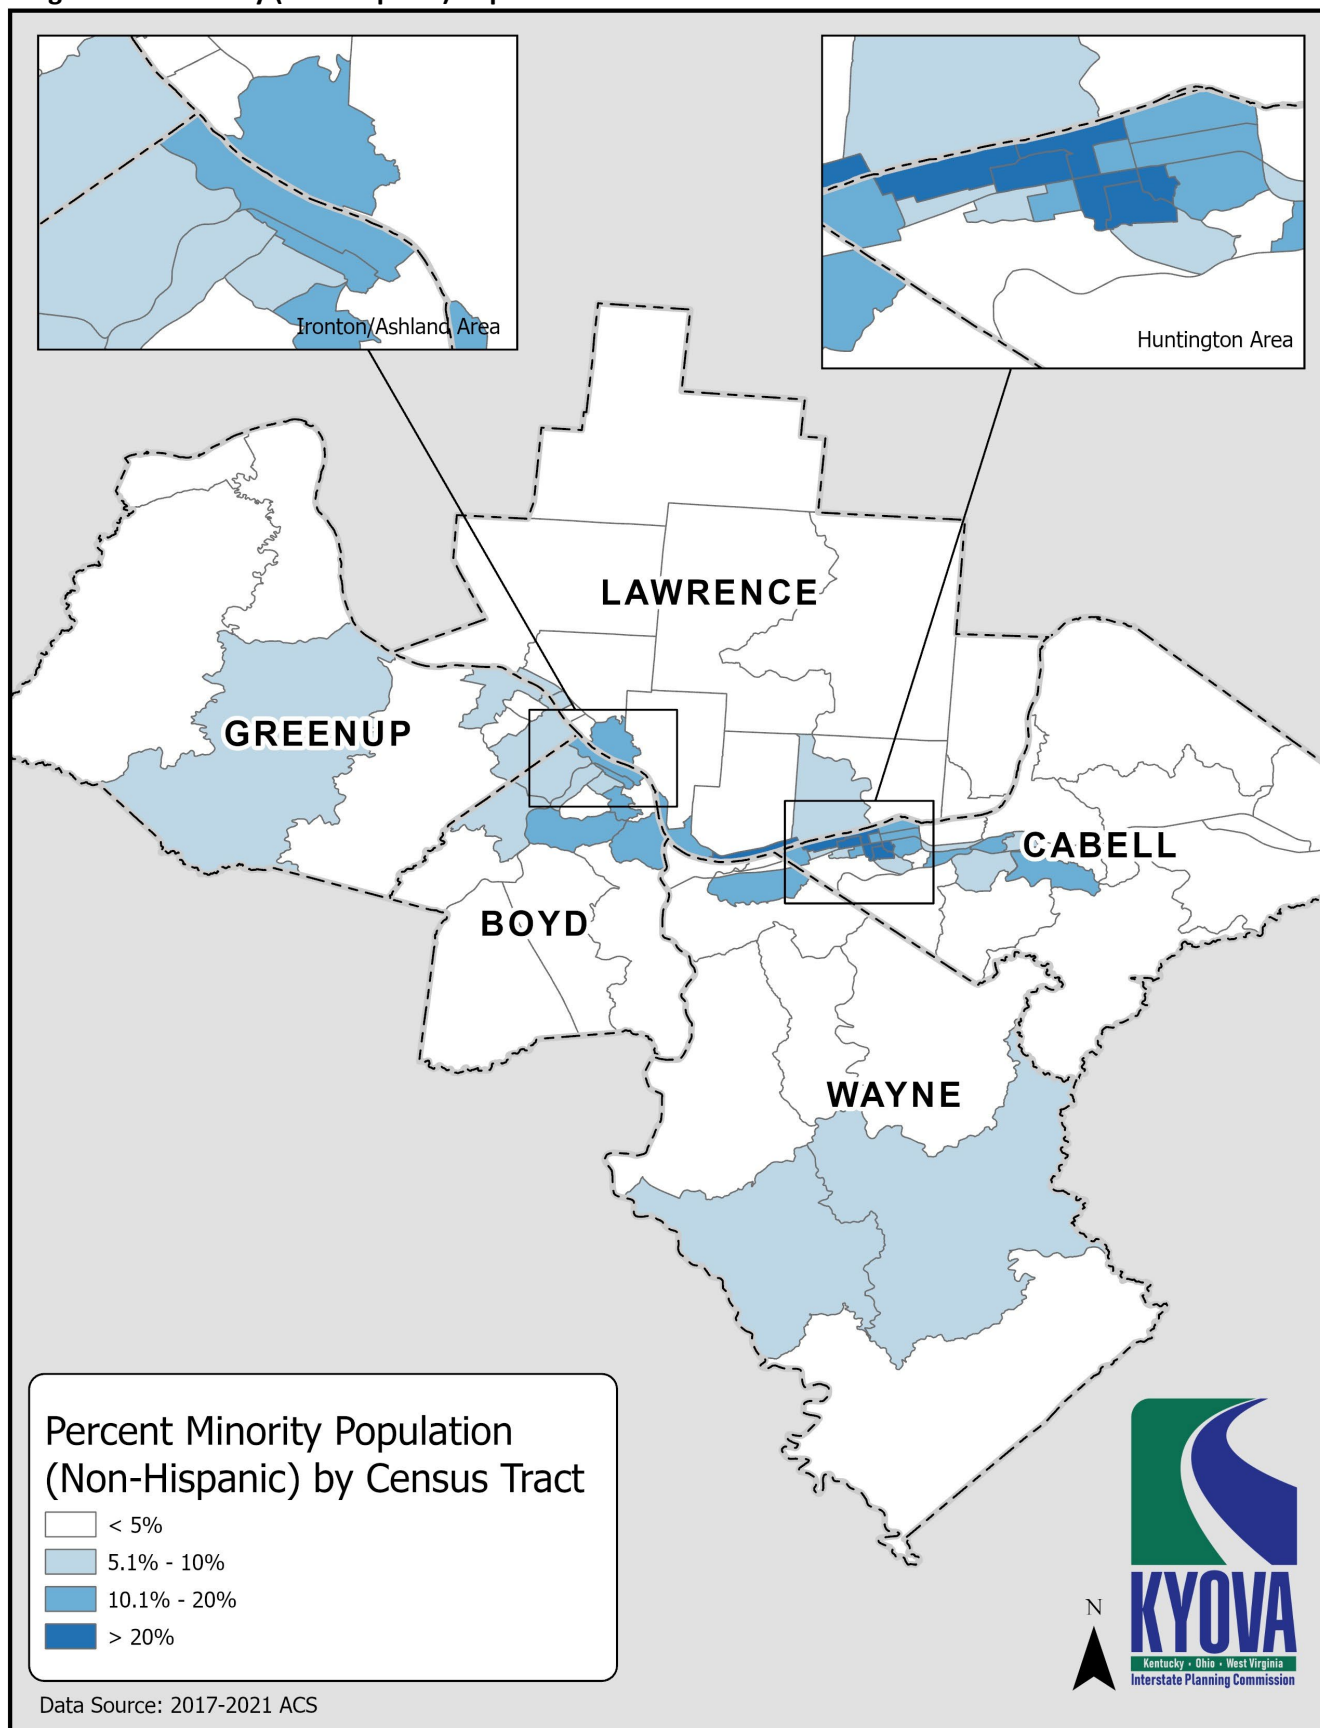 Ironton/Ashland Area
Huntington Area
LAWRENCE
GREENUP
CABELL
BOYD
WAYNE
Percent Minority Population
(Non-Hispanic) by Census Tract
< 5%
5.1% - 10%
10.1% - 20%
> 20%
Data Source: 2017-2021 ACS
N
KYOVA
Kentucky • Ohio • West Virginia
Interstate Planning Commission